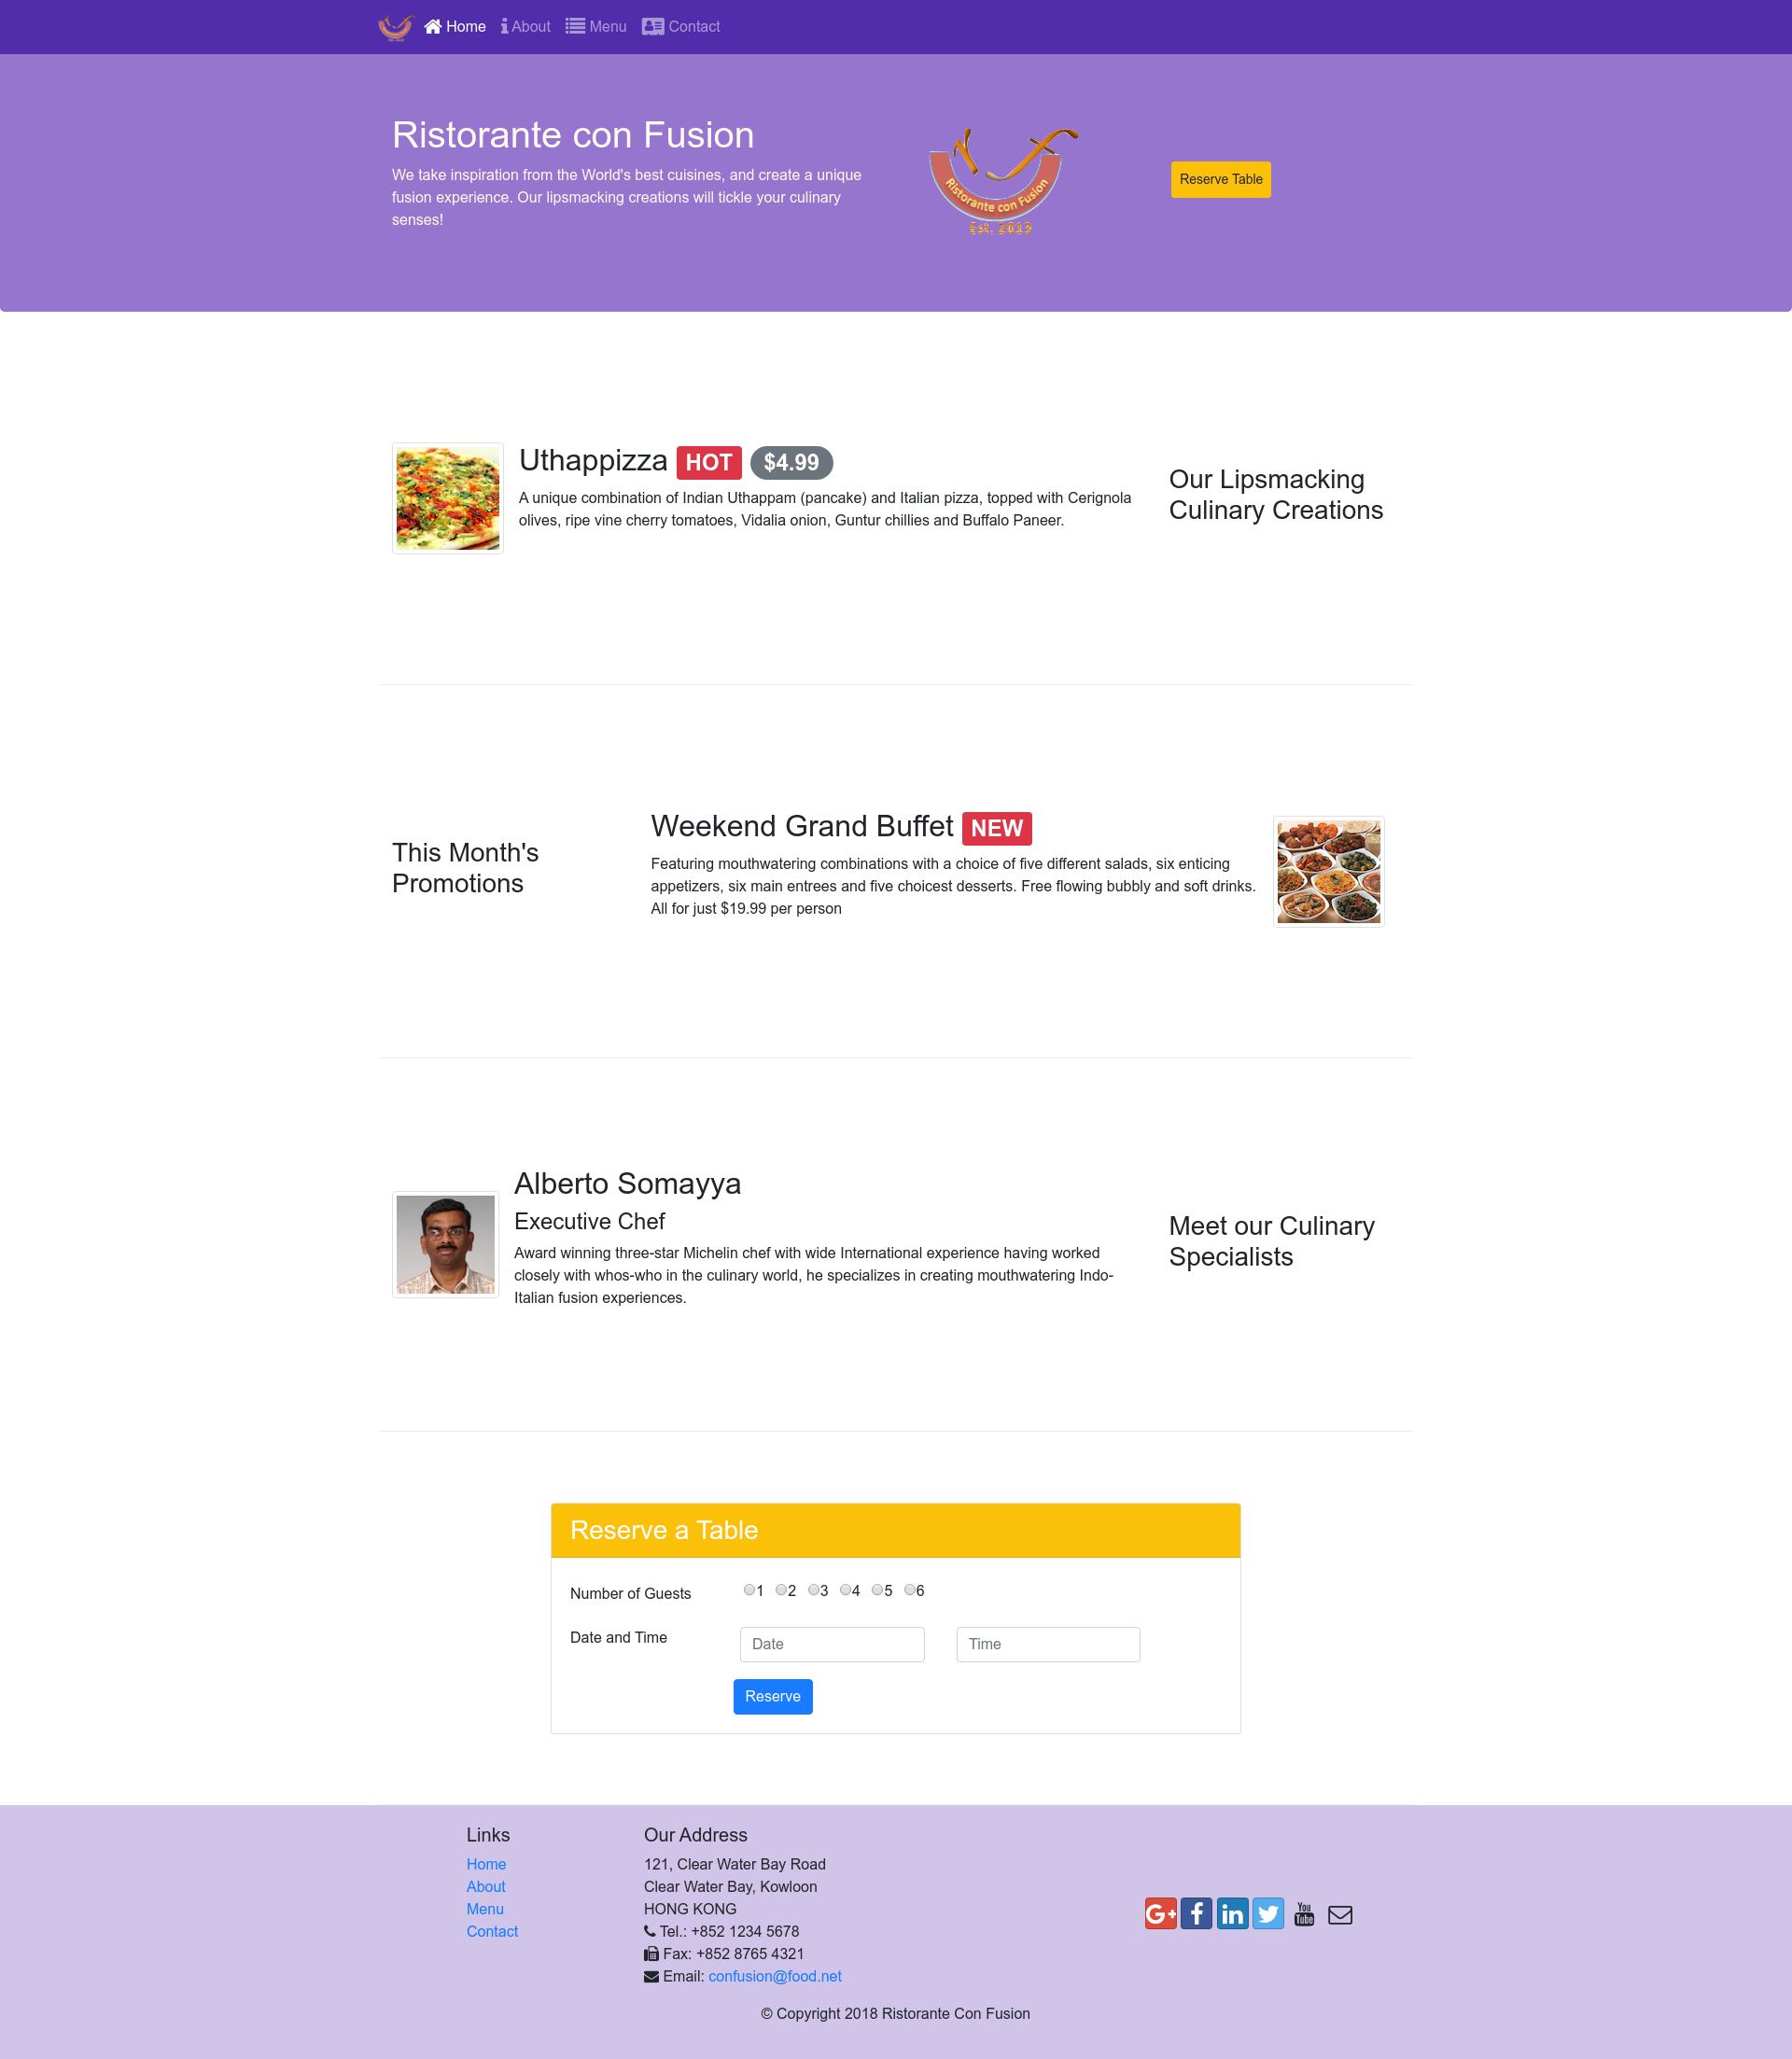 Home About Menu Contact
Ristorante con Fusion
We take inspiration from the World's best cuisines, and create a unique
fusion experience. Our lipsmacking creations will tickle your culinary
senses!
Ristorante con Fusion
Est. 2019
Reserve Table
Uthappizza HOT $4.99
A unique combination of Indian Uthappam (pancake) and Italian pizza, topped with Cerignola
olives, ripe vine cherry tomatoes, Vidalia onion, Guntur chillies and Buffalo Paneer.
Our Lipsmacking
Culinary Creations
This Month's
Promotions
Weekend Grand Buffet NEW
Featuring mouthwatering combinations with a choice of five different salads, six enticing
appetizers, six main entrees and five choicest desserts. Free flowing bubbly and soft drinks.
All for just $19.99 per person
Alberto Somayya
Executive Chef
Award winning three-star Michelin chef with wide International experience having worked
closely with whos-who in the culinary world, he specializes in creating mouthwatering Indo-
Italian fusion experiences.
Meet our Culinary
Specialists
Reserve a Table
Number of Guests 1 2 3 4 5 6
Date and Time Date Time
Reserve
Links
Home
About
Menu
Contact
Our Address
121, Clear Water Bay Road
Clear Water Bay, Kowloon
HONG KONG
Tel.: +852 1234 5678
Fax: +852 8765 4321
Email: confusion@food.net
G+ f in You Tube
© Copyright 2018 Ristorante Con Fusion